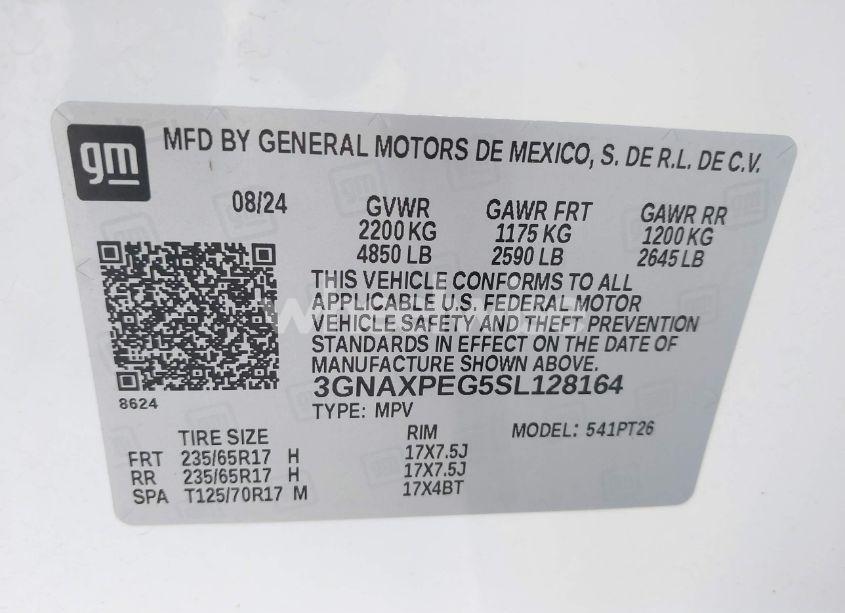 gm
MFD BY GENERAL MOTORS DE MEXICO, S. DE R.L. DE C.V.
08/24 GVWR GAWR FRT GAWR RR
2200 KG 1175 KG 1200 KG
4850 LB 2590 LB 2645 LB
THIS VEHICLE CONFORMS TO ALL
APPLICABLE U.S. FEDERAL MOTOR
VEHICLE SAFETY AND THEFT PREVENTION
STANDARDS IN EFFECT ON THE DATE OF
MANUFACTURE SHOWN ABOVE.
3GNAXPEG5SL128164
8624
TYPE: MPV
TIRE SIZE RIM MODEL: 541PT26
FRT 235/65R17 H 17X7.5J
RR 235/65R17 H 17X7.5J
SPA T125/70R17 M 17X4BT